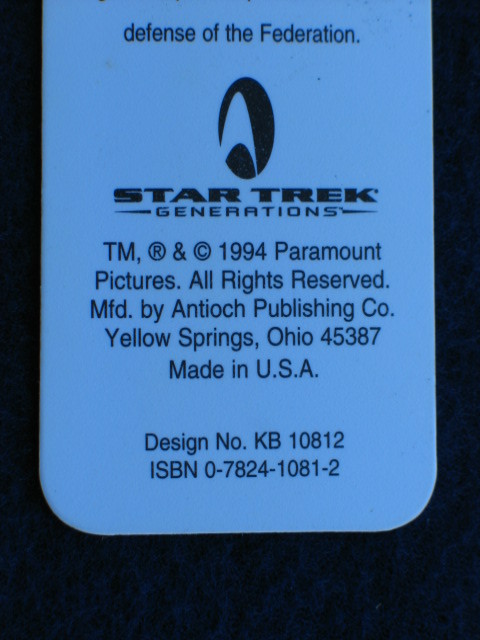 defense of the Federation.
STAR TREK®
GENERATIONS™
TM, ® & © 1994 Paramount
Pictures. All Rights Reserved.
Mfd. by Antioch Publishing Co.
Yellow Springs, Ohio 45387
Made in U.S.A.
Design No. KB 10812
ISBN 0-7824-1081-2